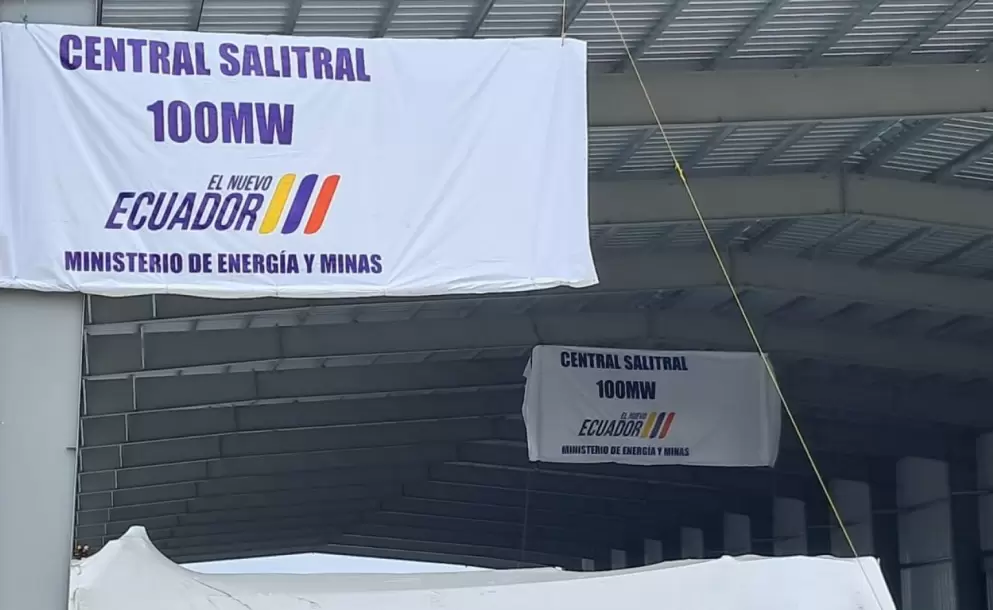 CENTRAL SALITRAL
100MW
EL NUEVO
ECUADOR
MINISTERIO DE ENERGÍA Y MINAS
CENTRAL SALITRAL
100MW
EL NUEVO
ECUADOR
MINISTERIO DE ENERGÍA Y MINAS